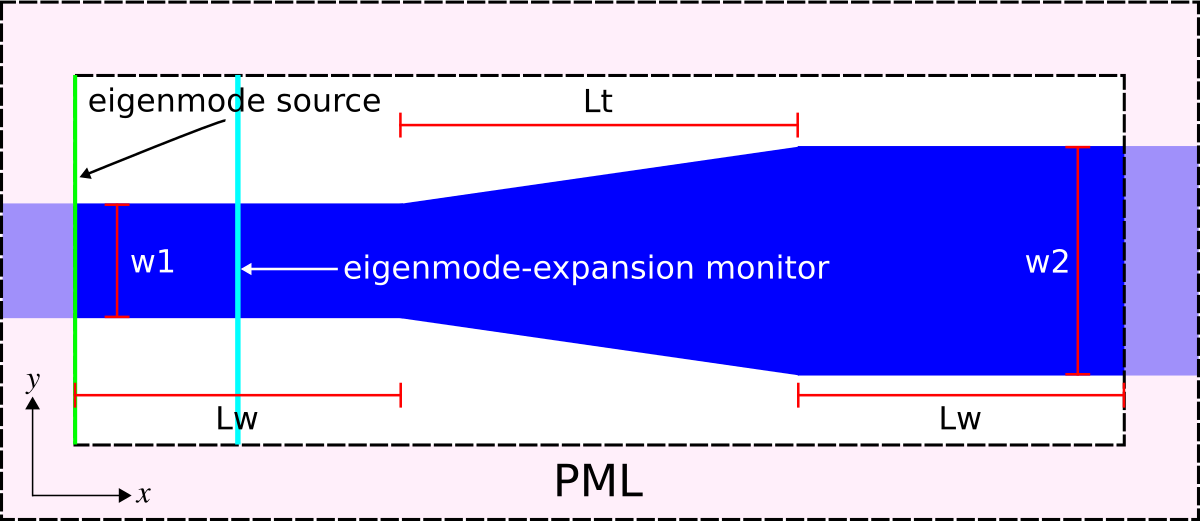 eigenmode source
Lt
w1
eigenmode-expansion monitor
w2
y
Lw
Lw
PML
x